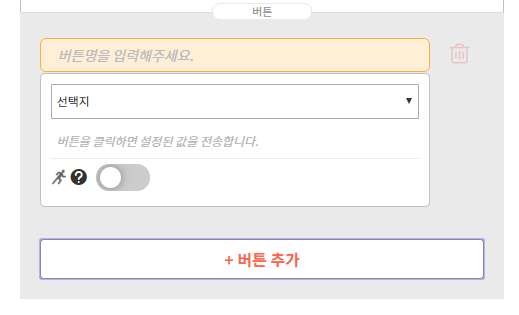 버튼
버튼명을 입력해주세요.
선택지
버튼을 클릭하면 설정된 값을 전송합니다.
+ 버튼 추가